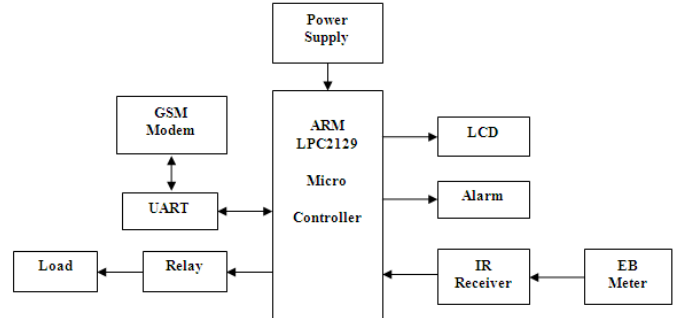 Power
Supply
GSM
Modem
ARM
LPC2129
Micro
Controller
LCD
UART
Alarm
Load
Relay
IR
Receiver
EB
Meter